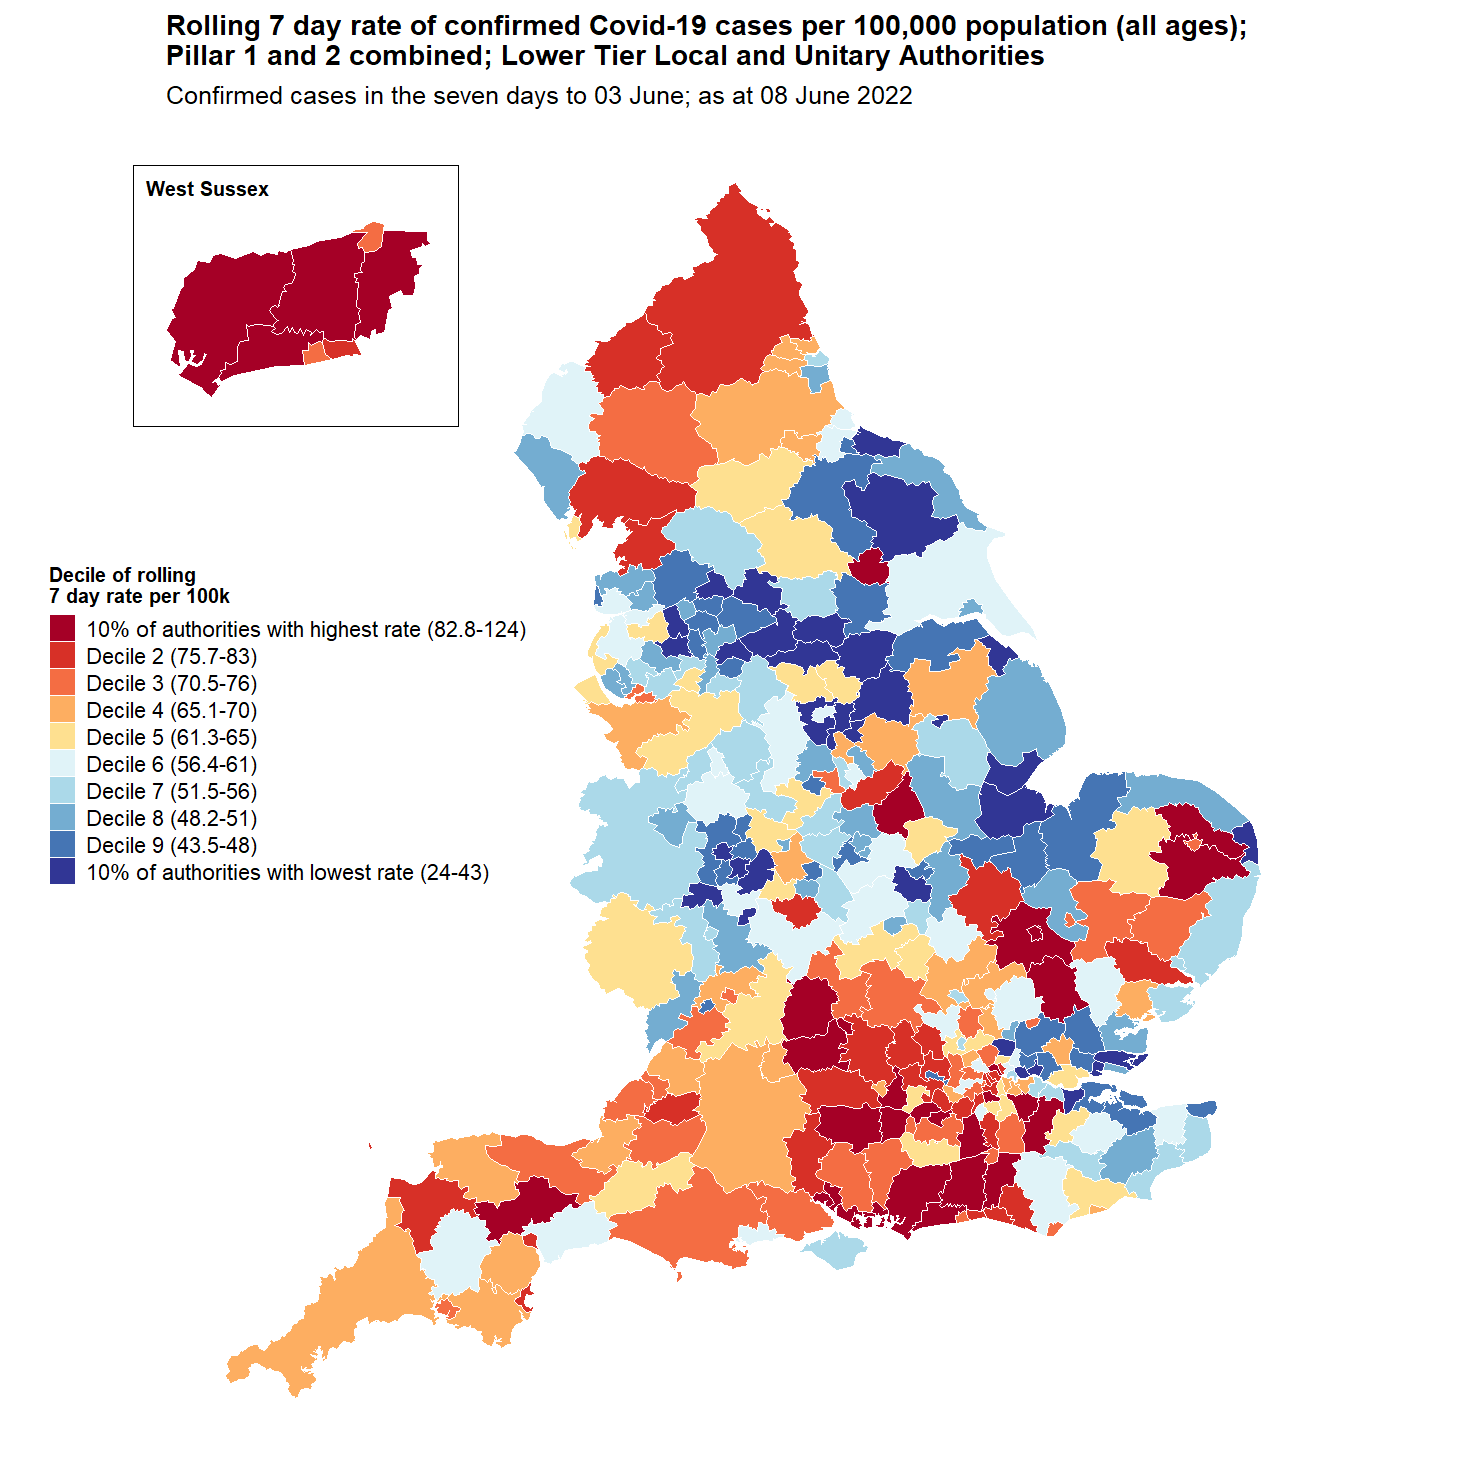 Rolling 7 day rate of confirmed Covid-19 cases per 100,000 population (all ages);
Pillar 1 and 2 combined; Lower Tier Local and Unitary Authorities
Confirmed cases in the seven days to 03 June; as at 08 June 2022
West Sussex
Decile of rolling
7 day rate per 100k
10% of authorities with highest rate (82.8-124)
Decile 2 (75.7-83)
Decile 3 (70.5-76)
Decile 4 (65.1-70)
Decile 5 (61.3-65)
Decile 6 (56.4-61)
Decile 7 (51.5-56)
Decile 8 (48.2-51)
Decile 9 (43.5-48)
10% of authorities with lowest rate (24-43)